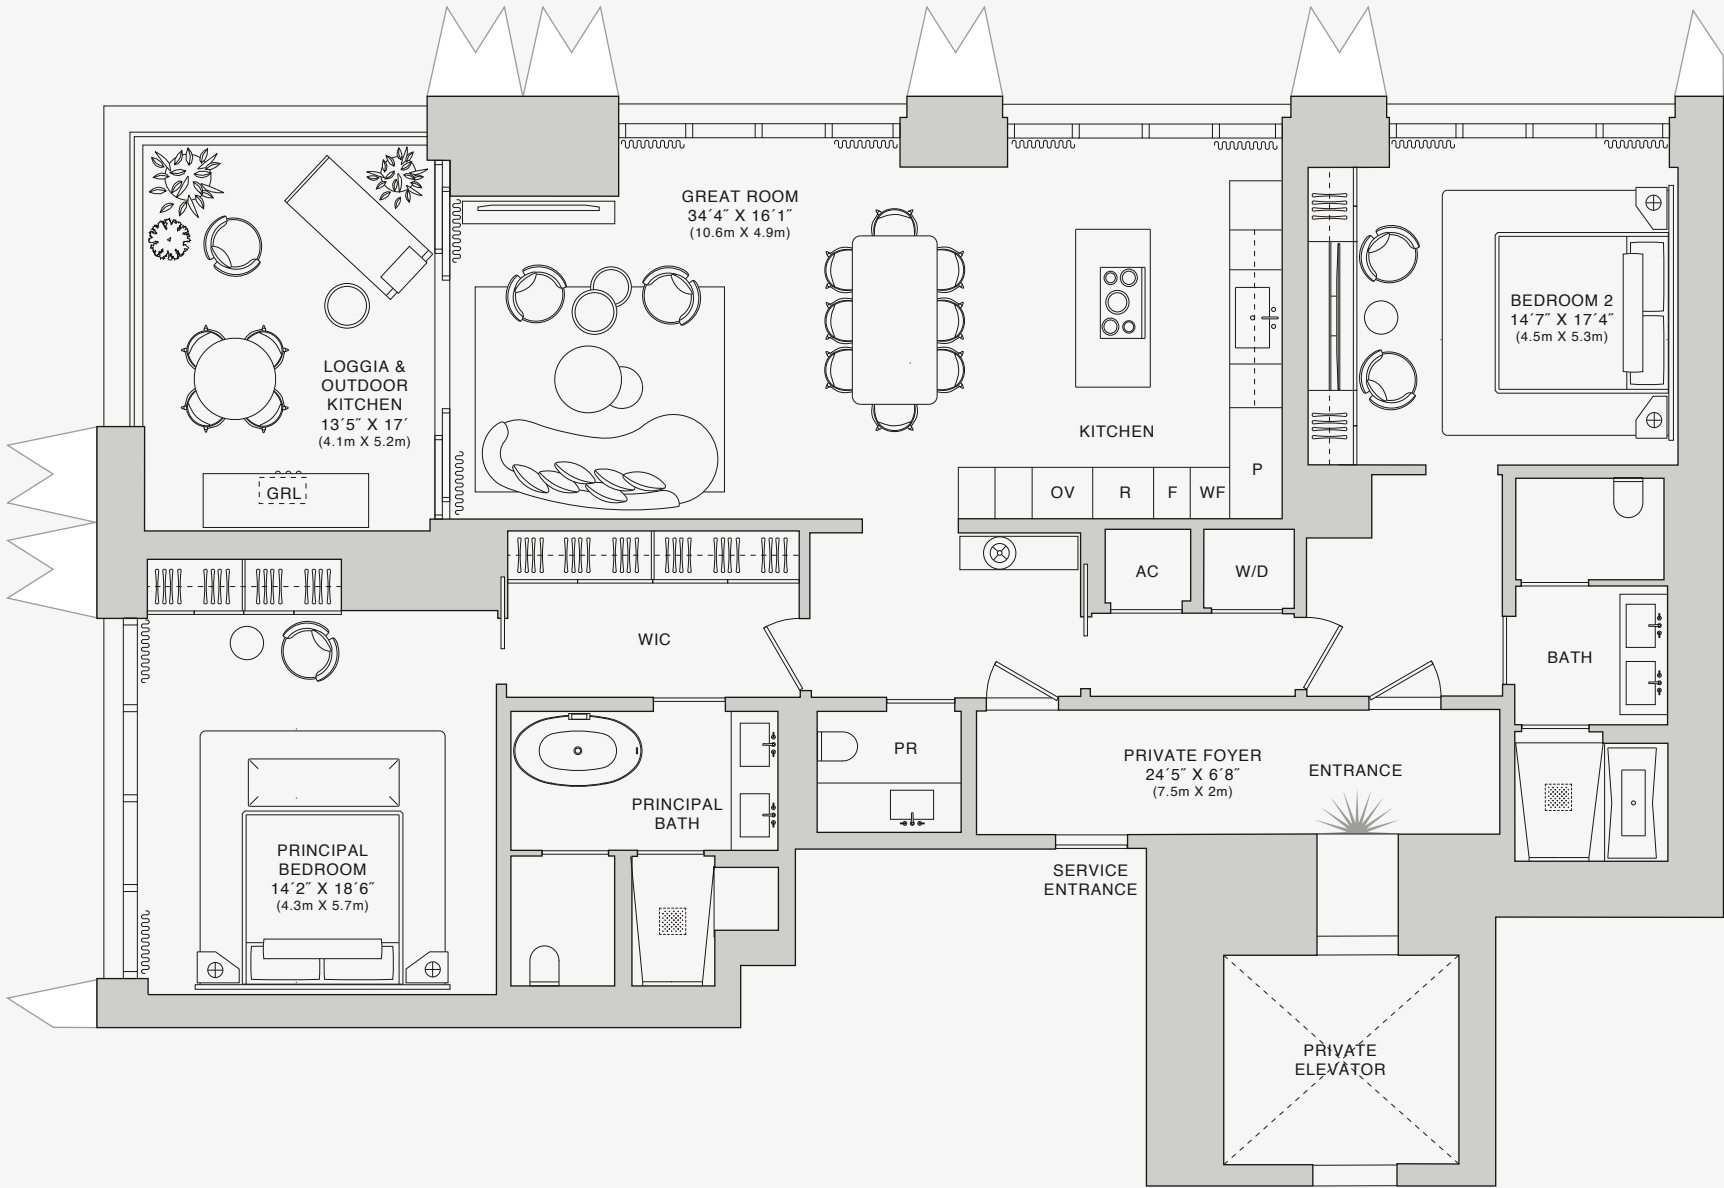 GREAT ROOM
34´4˝ X 16´1˝
(10.6m X 4.9m)
LOGGIA &
OUTDOOR
KITCHEN
13´5˝ X 17´
(4.1m X 5.2m)
GRL
KITCHEN
OV
R
F
WF
P
BEDROOM 2
14´7˝ X 17´4˝
(4.5m X 5.3m)
AC
W/D
WIC
BATH
PR
PRIVATE FOYER
24´5˝ X 6´8˝
(7.5m X 2m)
ENTRANCE
PRINCIPAL
BATH
PRINCIPAL
BEDROOM
14´2˝ X 18´6˝
(4.3m X 5.7m)
SERVICE
ENTRANCE
PRIVATE
ELEVATOR